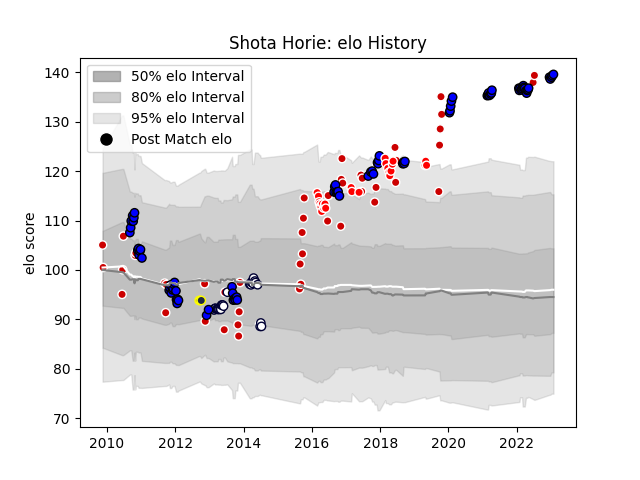 Shota Horie: elo History
50% elo Interval
80% elo Interval
95% elo Interval
Post Match elo
elo score
140
130
120
110
100
90
80
70
2010
2012
2014
2016
2018
2020
2022